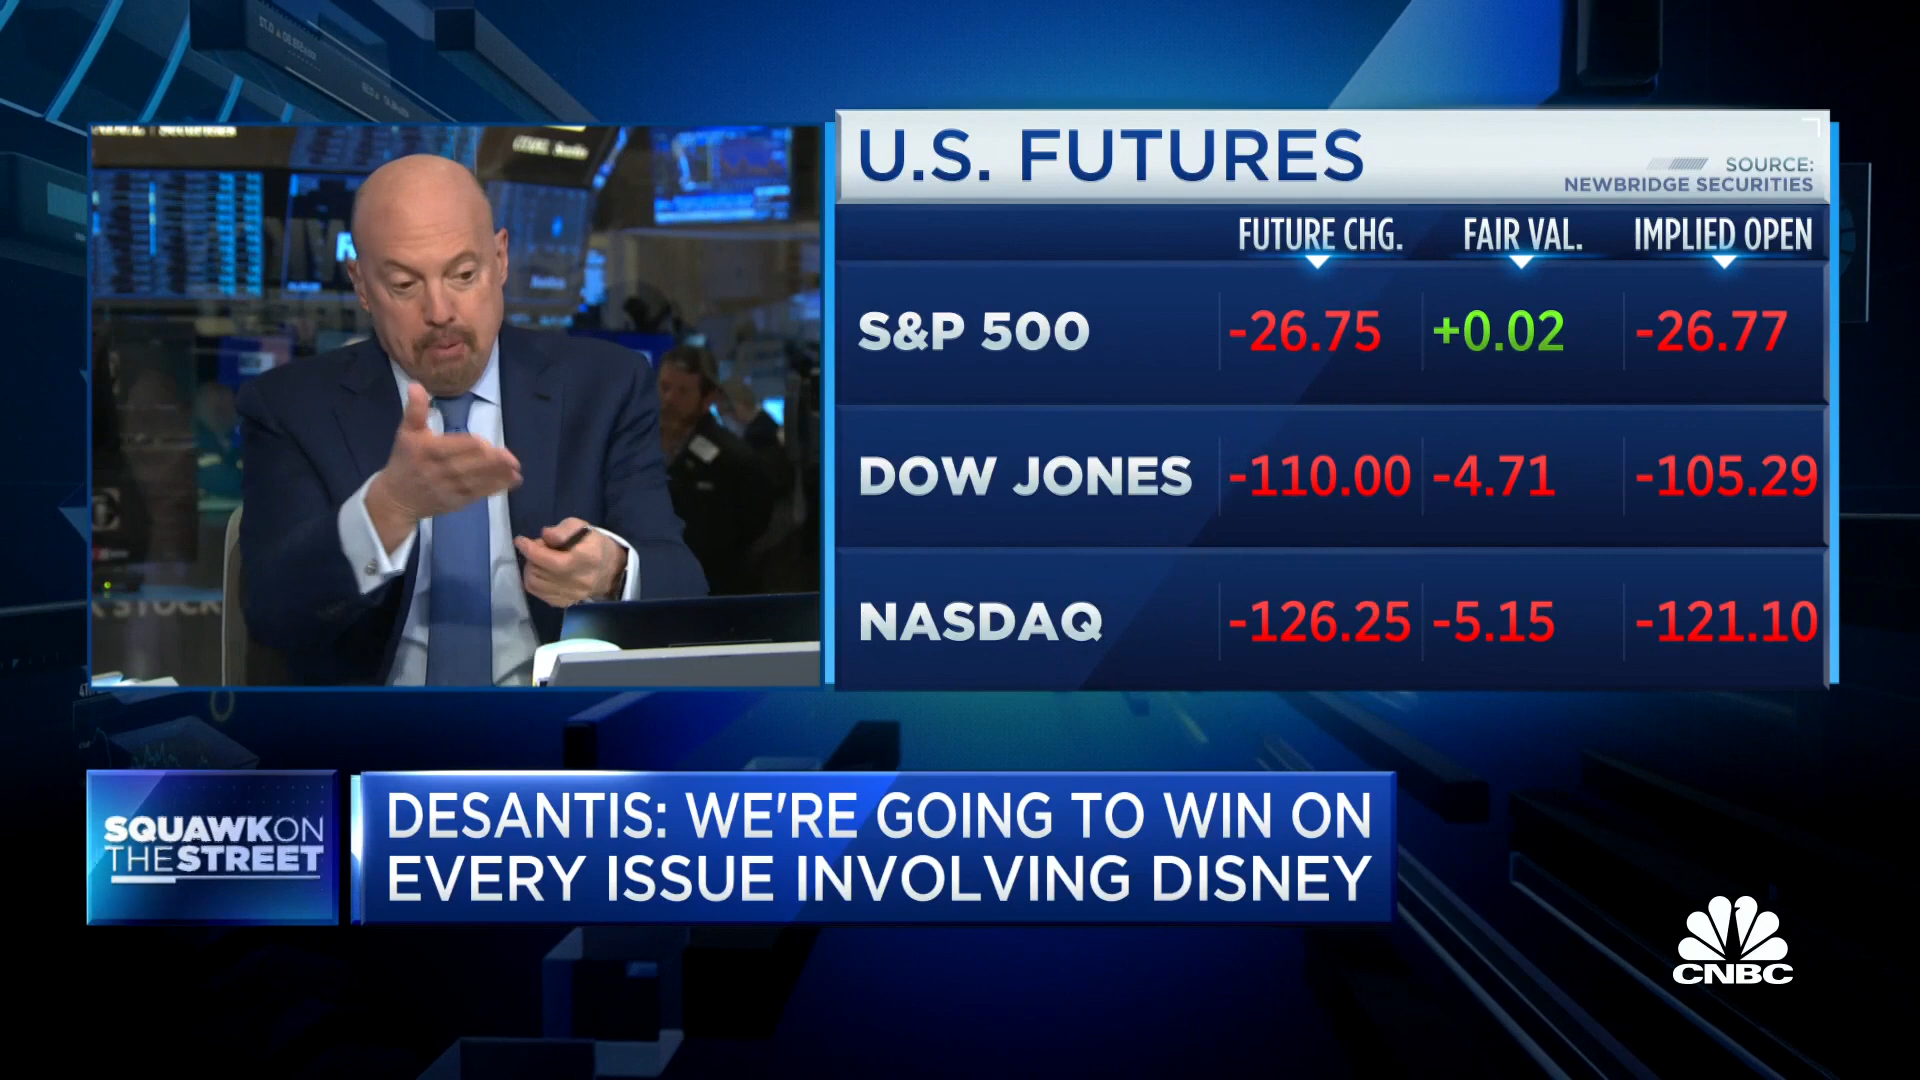 U.S. FUTURES
SOURCE:
NEWBRIDGE SECURITIES
FUTURE CHG. FAIR VAL. IMPLIED OPEN
S&P 500 -26.75 +0.02 -26.77
DOW JONES -110.00 -4.71 -105.29
NASDAQ -126.25 -5.15 -121.10
SQUAWK ON
THE STREET
DESANTIS: WE'RE GOING TO WIN ON
EVERY ISSUE INVOLVING DISNEY
CNBC